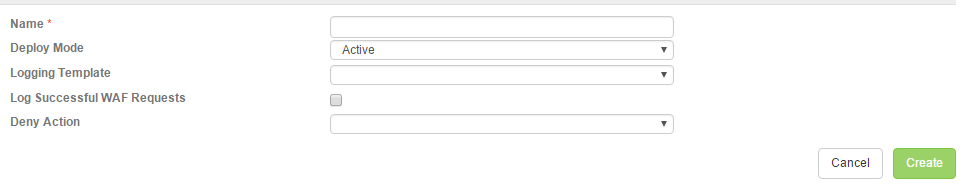 Name *
Deploy Mode Active
Logging Template
Log Successful WAF Requests
Deny Action
Cancel Create